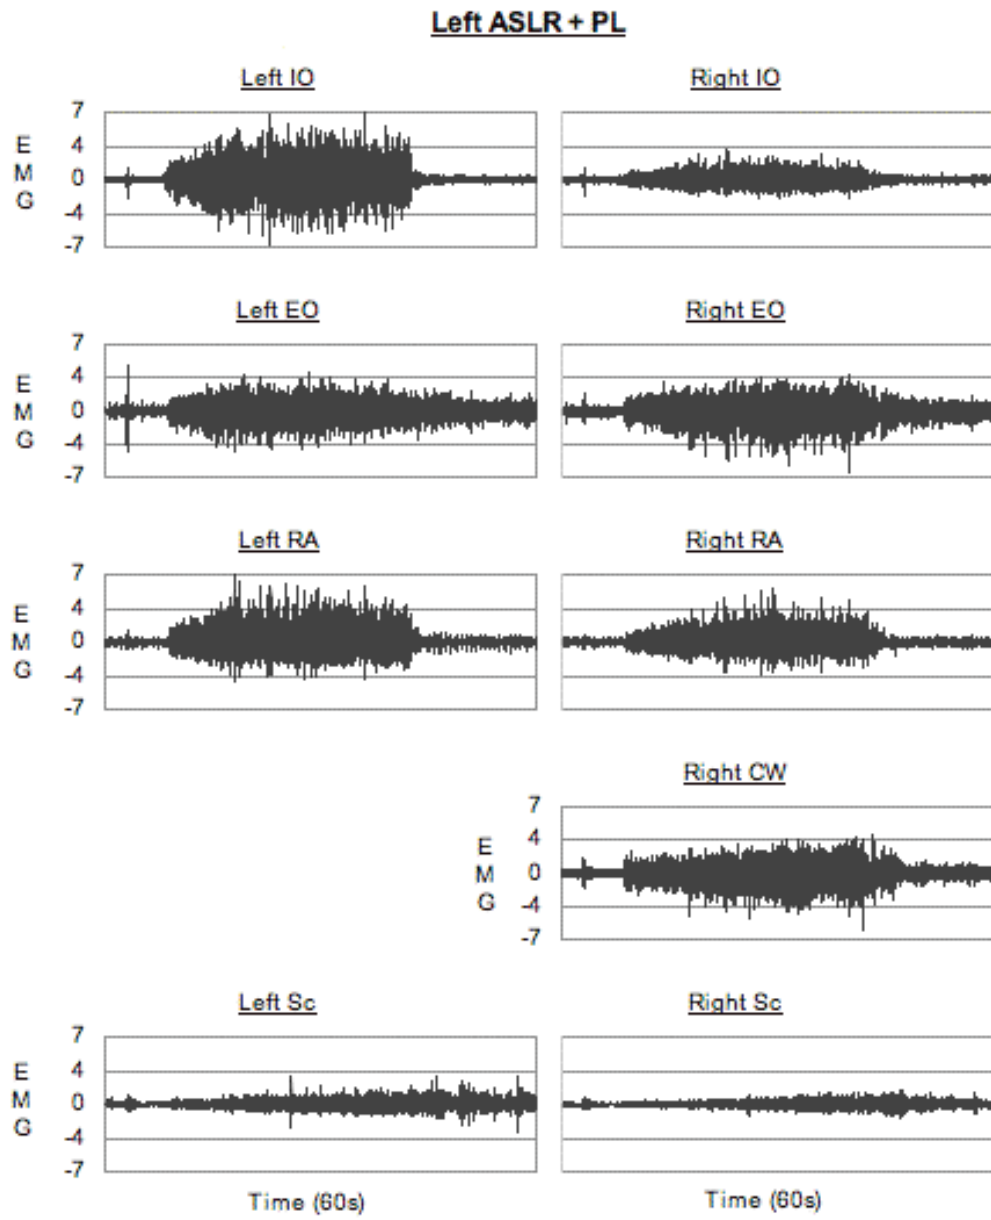 Left ASLR + PL
Left IO Right IO
7
E 4
M 0
G -4
-7
Left EO Right EO
7
E 4
M 0
G -4
-7
Left RA Right RA
7
E 4
M 0
G -4
-7
Right CW
7
E 4
M 0
G -4
-7
Left Sc Right Sc
7
E 4
M 0
G -4
-7
Time (60s) Time (60s)